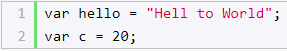 1 var hello = "Hell to World";
2 var c = 20;